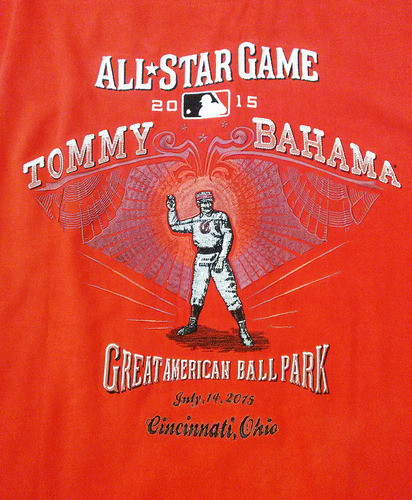 ALL★STAR GAME
20 15
TOMMY BAHAMA
C
GREAT AMERICAN BALL PARK
July, 14, 2015
Cincinnati, Ohio